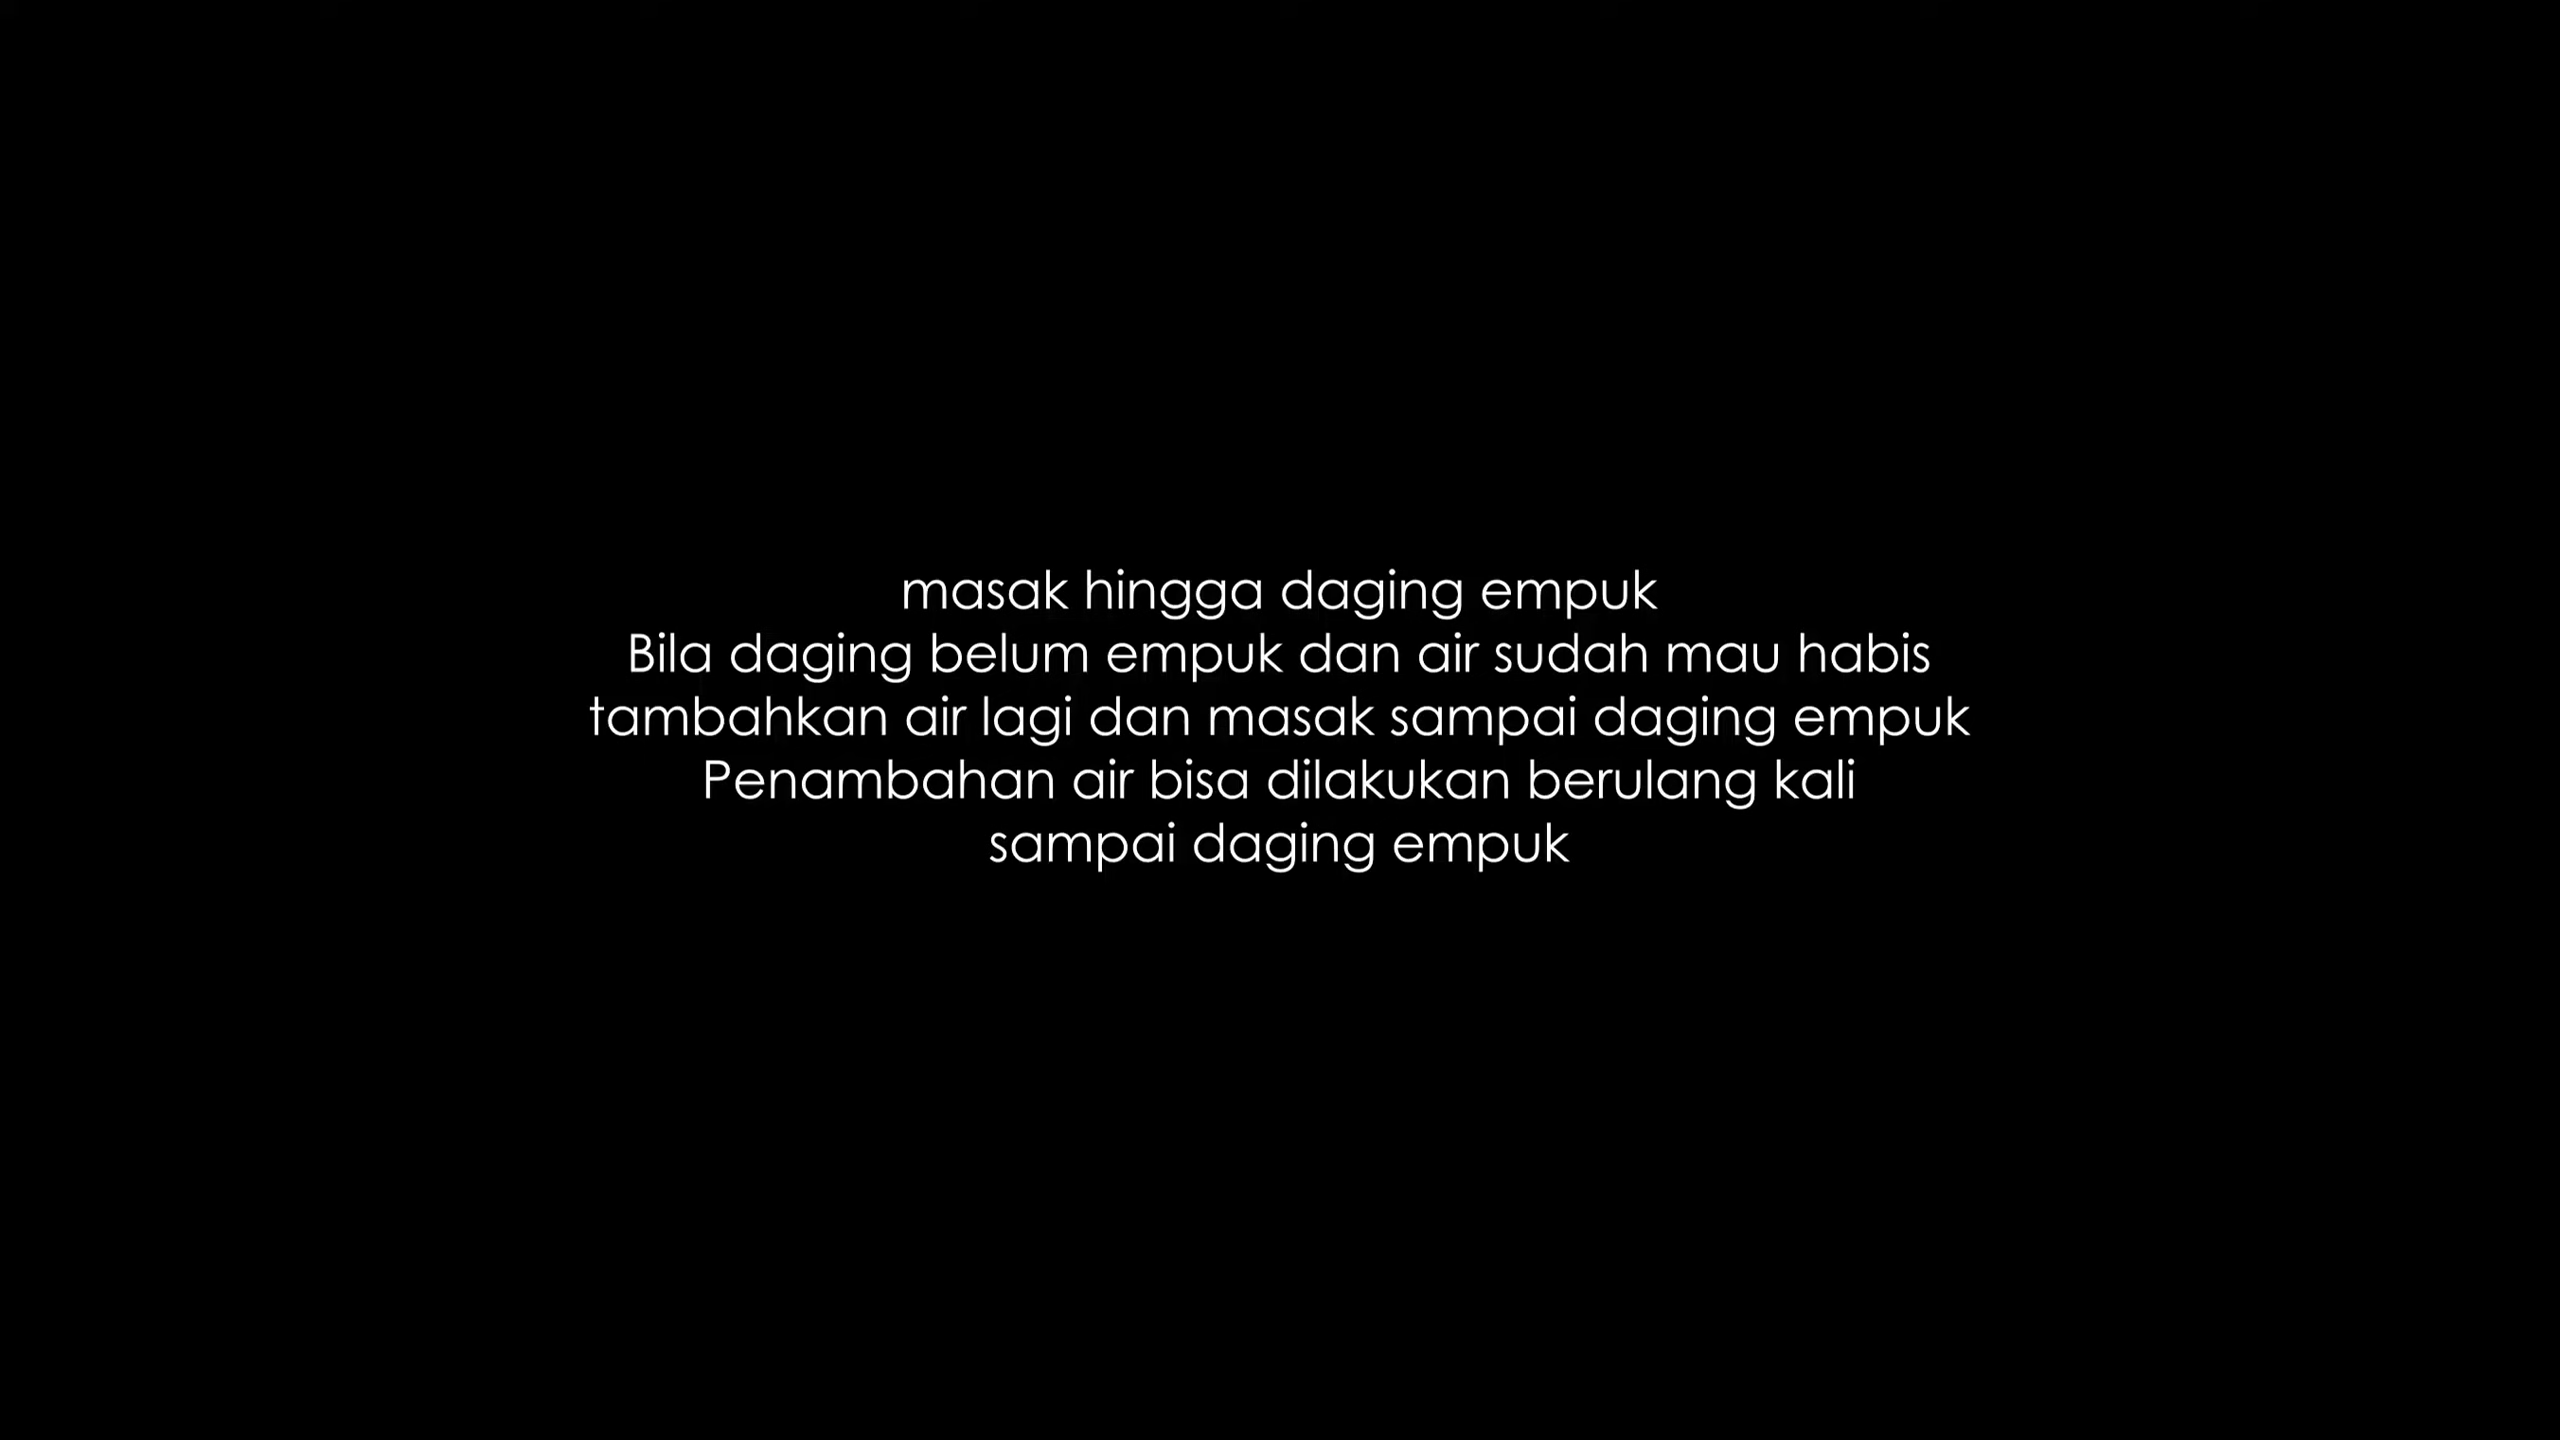 masak hingga daging empuk
Bila daging belum empuk dan air sudah mau habis
tambahkan air lagi dan masak sampai daging empuk
Penambahan air bisa dilakukan berulang kali
sampai daging empuk